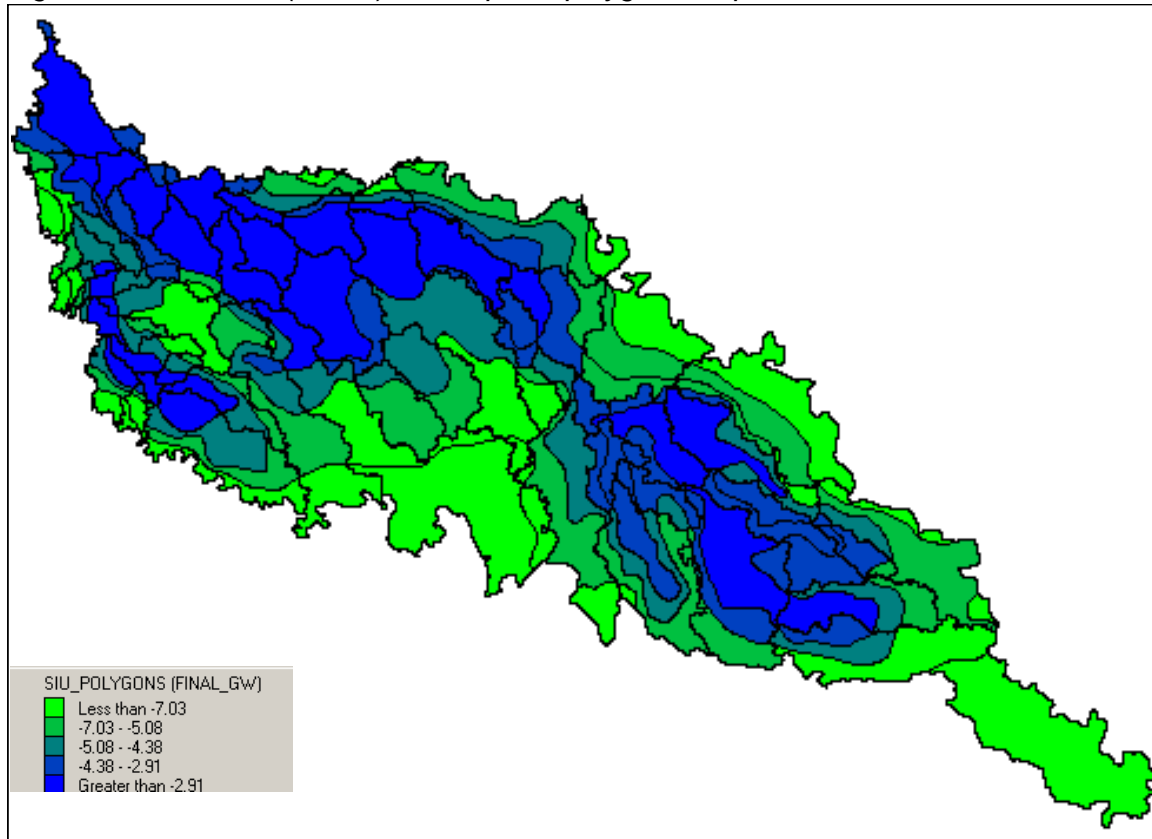 SIU_POLYGONS (FINAL_GW)
Less than -7.03
-7.03 - -5.08
-5.08 - -4.38
-4.38 - -2.91
Greater than -2.91